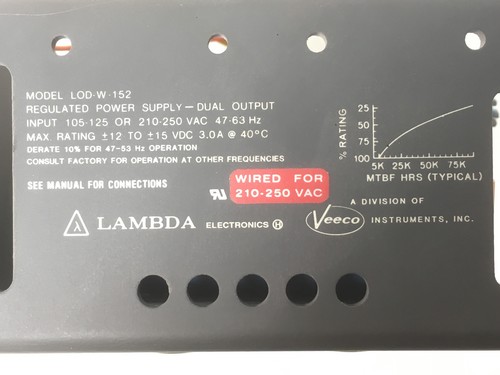 MODEL LOD-W-152
REGULATED POWER SUPPLY—DUAL OUTPUT
INPUT 105-125 OR 210-250 VAC 47-63 Hz
MAX. RATING ±12 TO ±15 VDC 3.0A @ 40°C
DERATE 10% FOR 47-53 Hz OPERATION
CONSULT FACTORY FOR OPERATION AT OTHER FREQUENCIES
SEE MANUAL FOR CONNECTIONS
WIRED FOR
210-250 VAC
% RATING
25
50
75
100
5K 25K 50K 75K
MTBF HRS (TYPICAL)
λ LAMBDA ELECTRONICS Ⓗ
A DIVISION OF
Veeco INSTRUMENTS, INC.